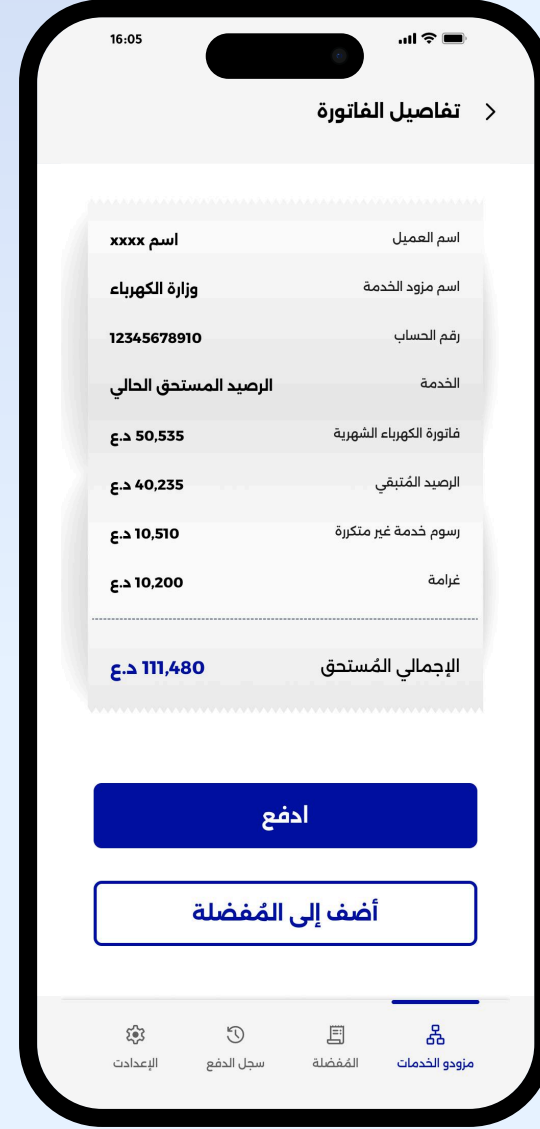 16:05
تفاصيل الفاتورة
اسم العميل اسم xxxx
اسم مزود الخدمة وزارة الكهرباء
رقم الحساب 12345678910
الخدمة الرصيد المستحق الحالي
فاتورة الكهرباء الشهرية 50,535 د.ع
الرصيد المُتبقي 40,235 د.ع
رسوم خدمة غير متكررة 10,510 د.ع
غرامة 10,200 د.ع
الإجمالي المُستحق 111,480 د.ع
ادفع
أضف إلى المُفضلة
مزودو الخدمات المُفضلة سجل الدفع الإعدادت